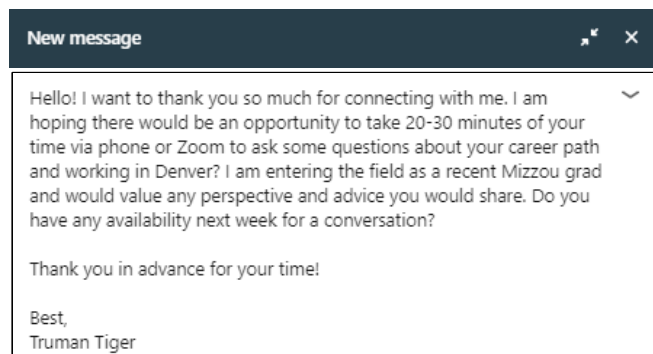 New message
Hello! I want to thank you so much for connecting with me. I am
hoping there would be an opportunity to take 20-30 minutes of your
time via phone or Zoom to ask some questions about your career path
and working in Denver? I am entering the field as a recent Mizzou grad
and would value any perspective and advice you would share. Do you
have any availability next week for a conversation?
Thank you in advance for your time!
Best,
Truman Tiger